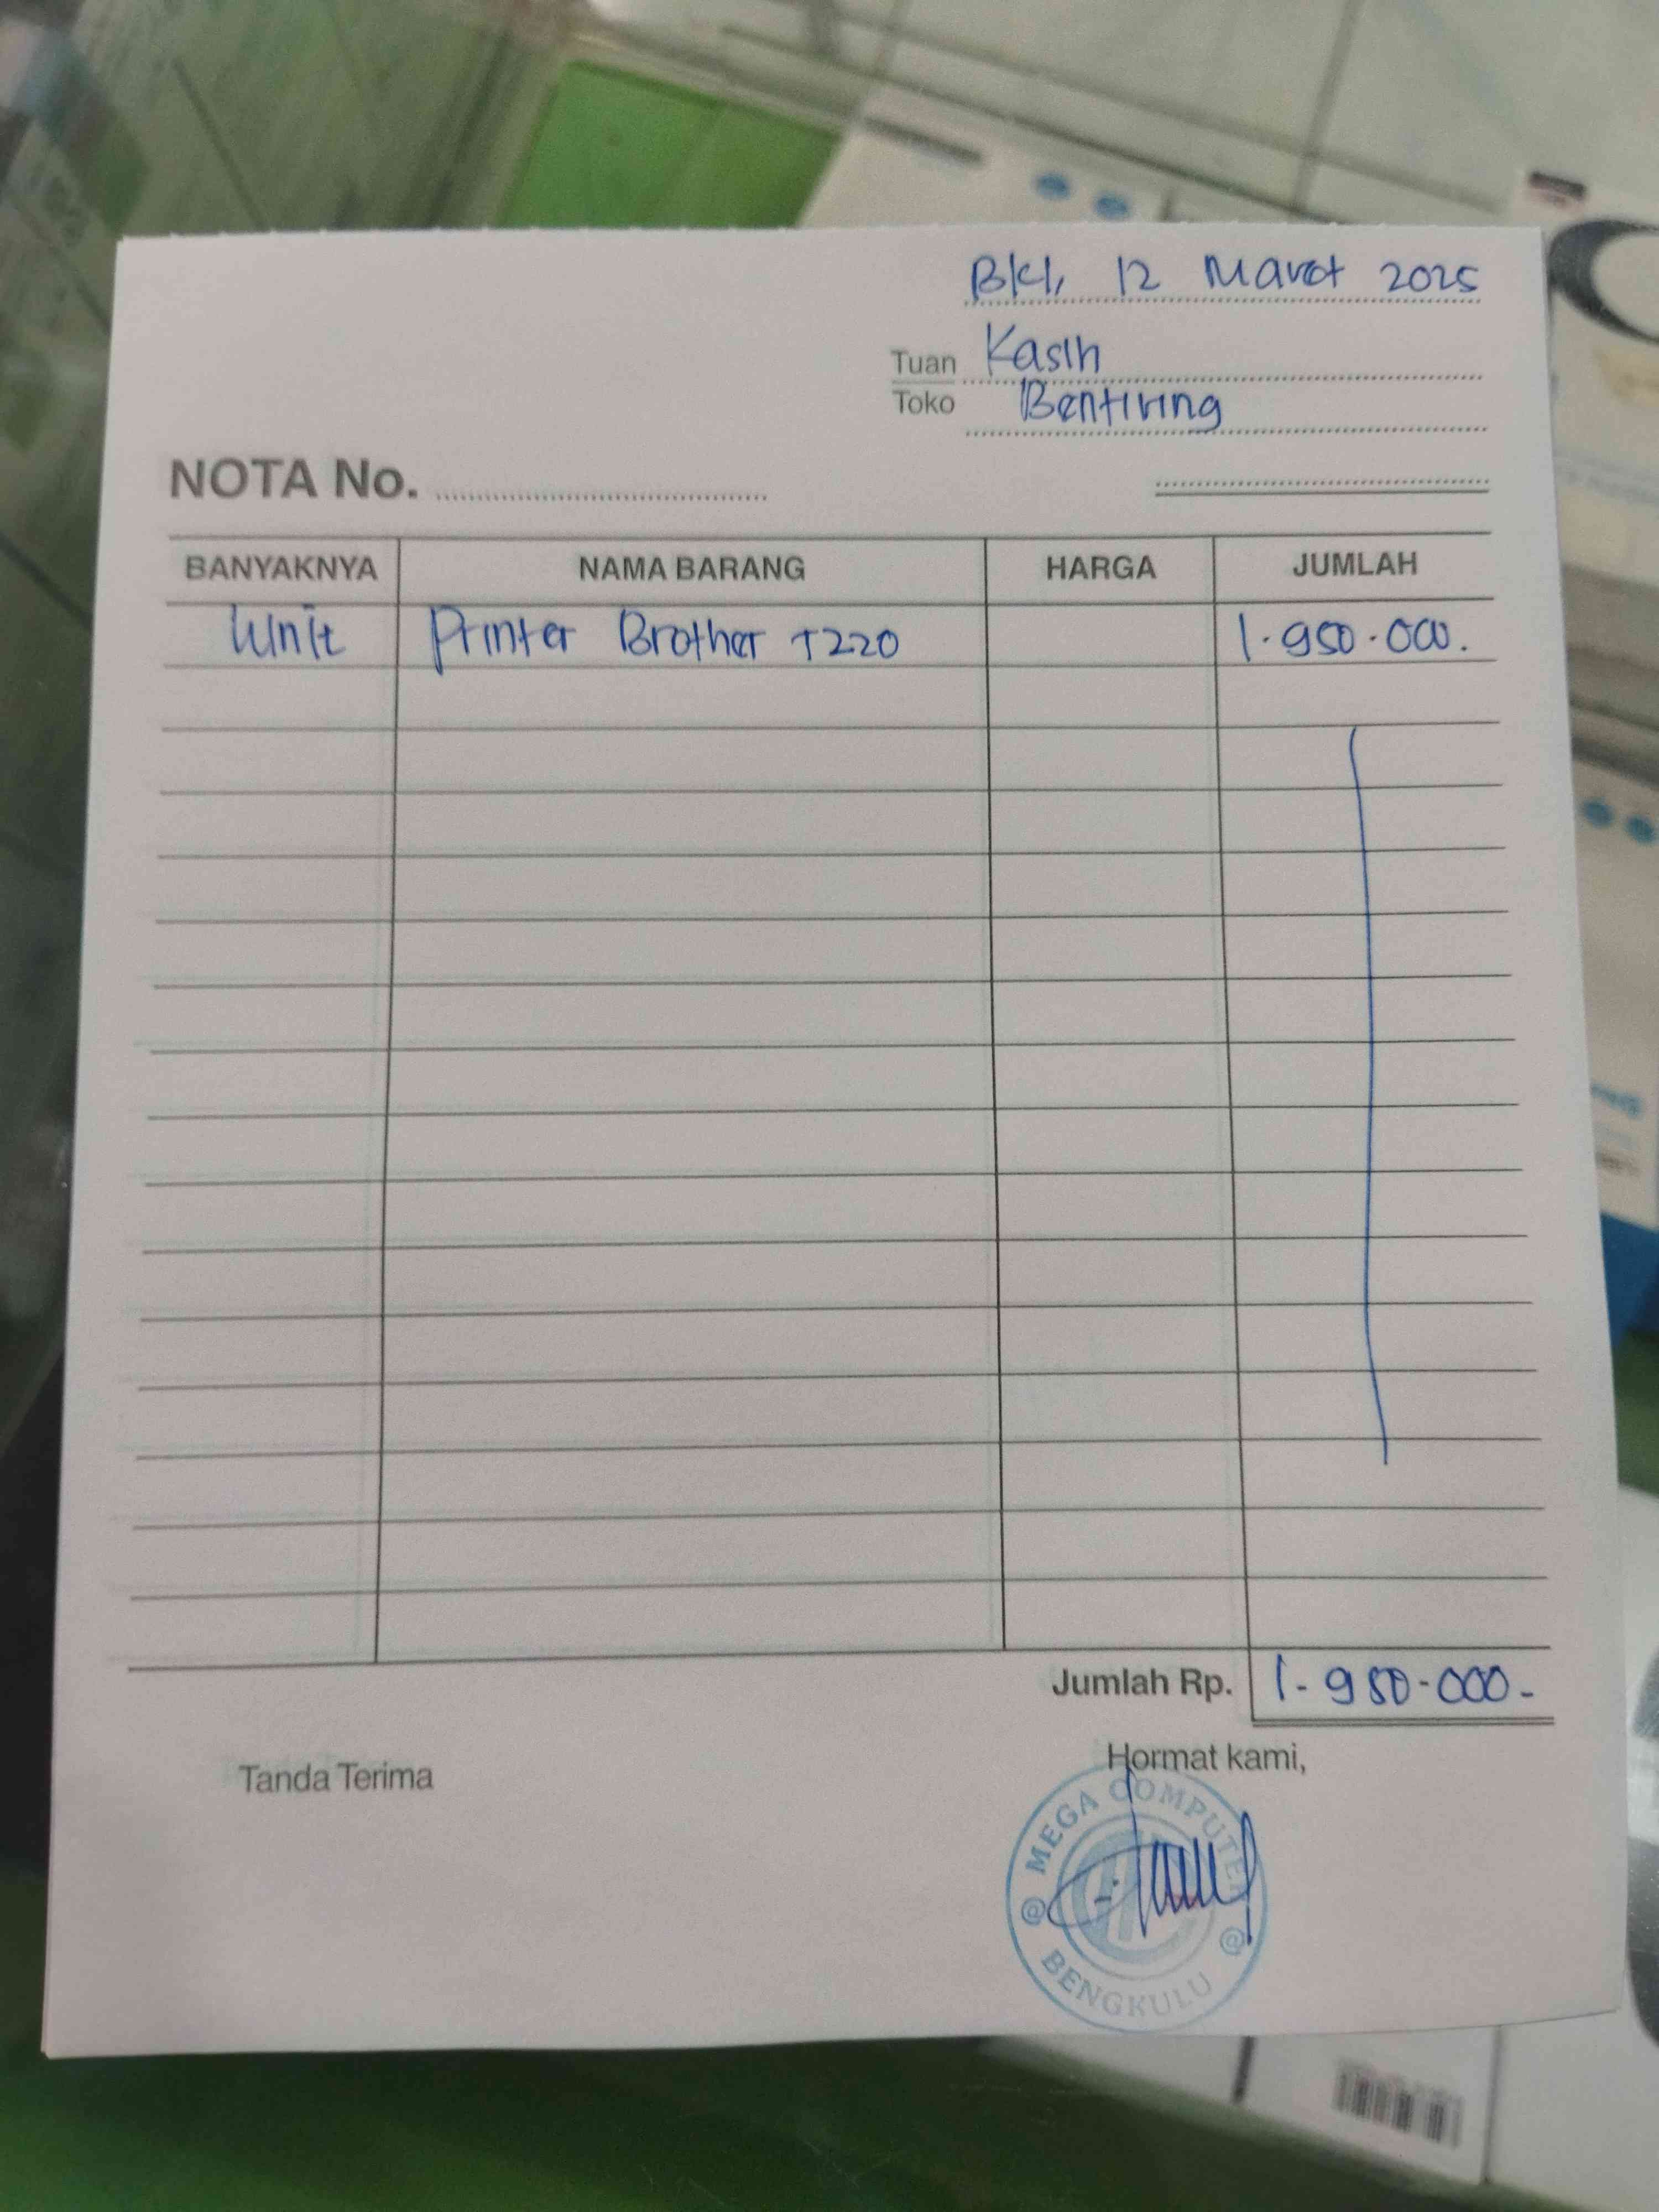 Bkl, 12 Maret 2025
Tuan Kasih
Toko Bentiring
NOTA No.
BANYAKNYA NAMA BARANG HARGA JUMLAH
1 Unit Printer Brother T220 1.950.000.
Jumlah Rp. 1.950.000.-
Tanda Terima Hormat kami,
@ MEGA COMPUTER @
BENGKULU